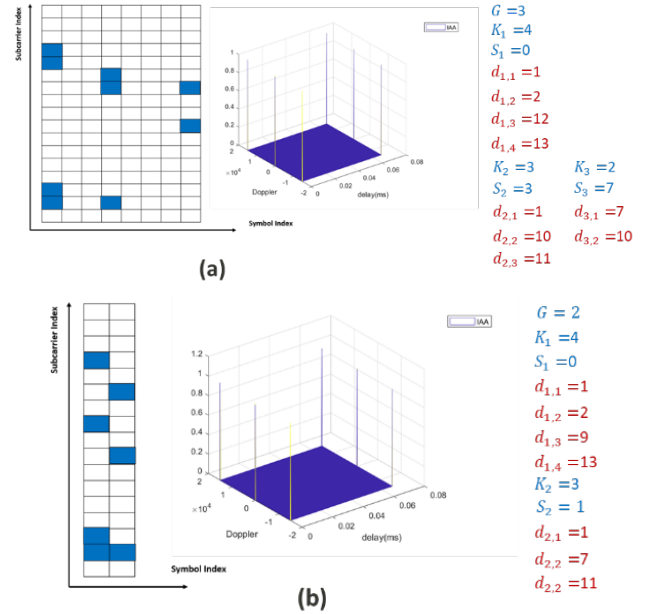 Subcarrier Index
Symbol Index
1
0.8
0.6
0.4
0.2
0
2
1
0
-1
-2
×10⁴
Doppler
0
0.02
0.04
0.06
0.08
delay(ms)
IAA
G =3
K₁ =4
S₁ =0
d₁,₁ =1
d₁,₂ =2
d₁,₃ =12
d₁,₄ =13
K₂ =3 K₃ =2
S₂ =3 S₃ =7
d₂,₁ =1 d₃,₁ =7
d₂,₂ =10 d₃,₂ =10
d₂,₃ =11
(a)
Subcarrier Index
Symbol Index
1.2
1
0.8
0.6
0.4
0.2
0
2
1
0
-1
-2
×10⁴
Doppler
0
0.02
0.04
0.06
0.08
delay(ms)
IAA
G = 2
K₁ =4
S₁ =0
d₁,₁ =1
d₁,₂ =2
d₁,₃ =9
d₁,₄ =13
K₂ =3
S₂ = 1
d₂,₁ =1
d₂,₂ =7
d₂,₂ =11
(b)